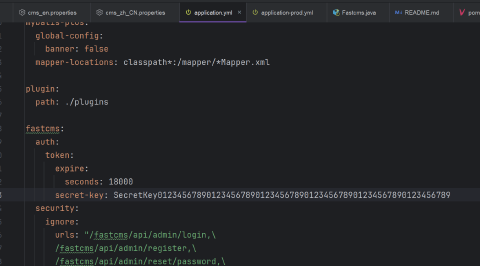 cms_en.properties cms_zh_CN.properties application.yml application-prod.yml Fastcms.java README.md
mybatis-plus:
global-config:
banner: false
mapper-locations: classpath*:/mapper/*Mapper.xml
plugin:
path: ./plugins
fastcms:
auth:
token:
expire:
seconds: 18000
secret-key: SecretKey012345678901234567890123456789012345678901234567890123456789
security:
ignore:
urls: "/fastcms/api/admin/login,\
/fastcms/api/admin/register,\
/fastcms/api/admin/reset/password,\